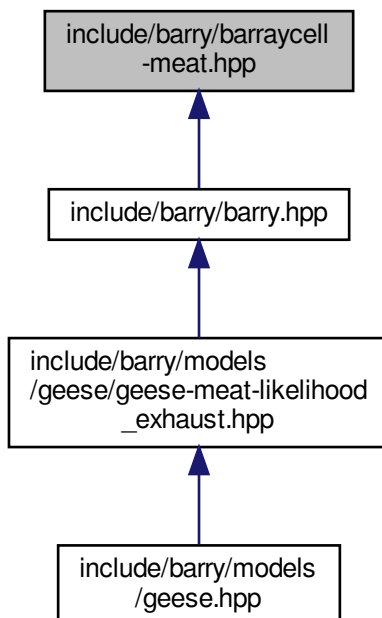 include/barry/barraycell
-meat.hpp
include/barry/barry.hpp
include/barry/models
/geese/geese-meat-likelihood
_exhaust.hpp
include/barry/models
/geese.hpp